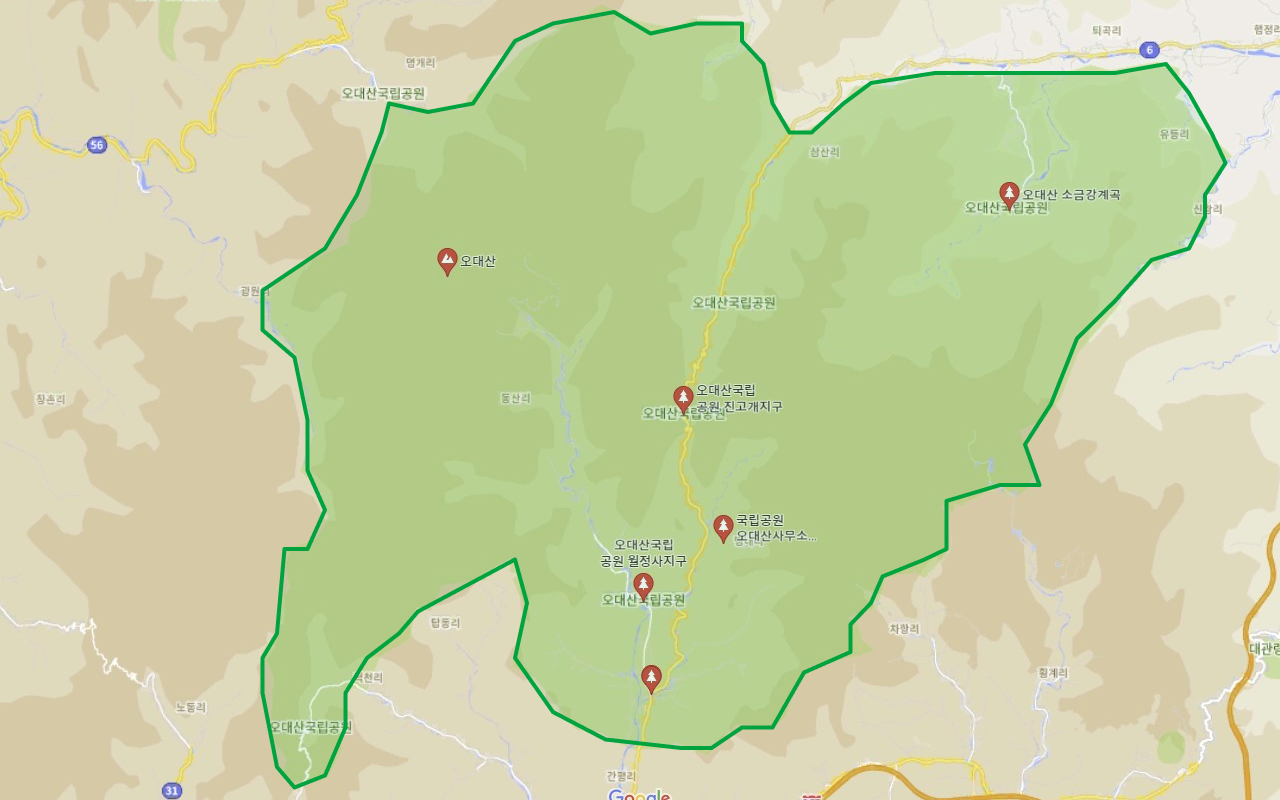 퇴곡리
행정리
6
명개리
오대산국립공원
56
유등리
삼산리
오대산 소금강계곡
오대산국립공원
신왕리
오대산
광원리
오대산국립공원
창촌리
동산리
오대산국립
공원 진고개지구
오대산국립공원
국립공원
오대산사무소...
오대산국립
공원 월정사지구
오대산국립공원
탑동리
차항리
대관령
횡계리
노동리
오대산국립공원
간평리
31
Google